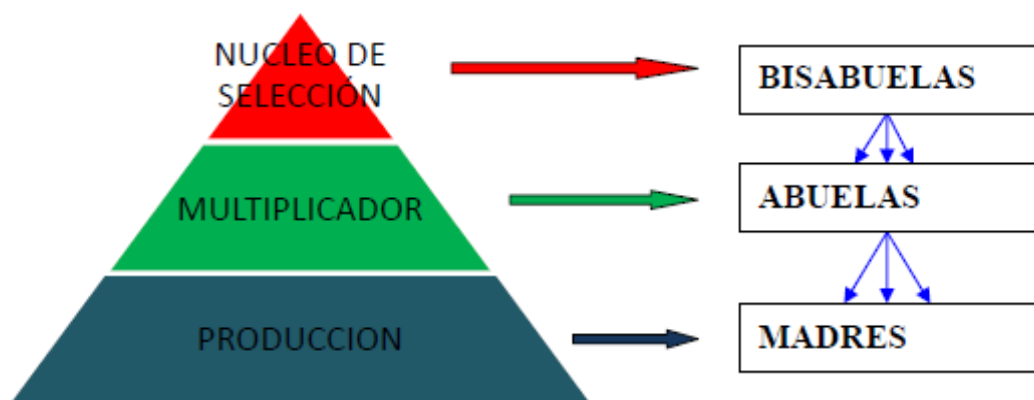 NUCLEO DE
SELECCIÓN
BISABUELAS
MULTIPLICADOR
ABUELAS
PRODUCCION
MADRES